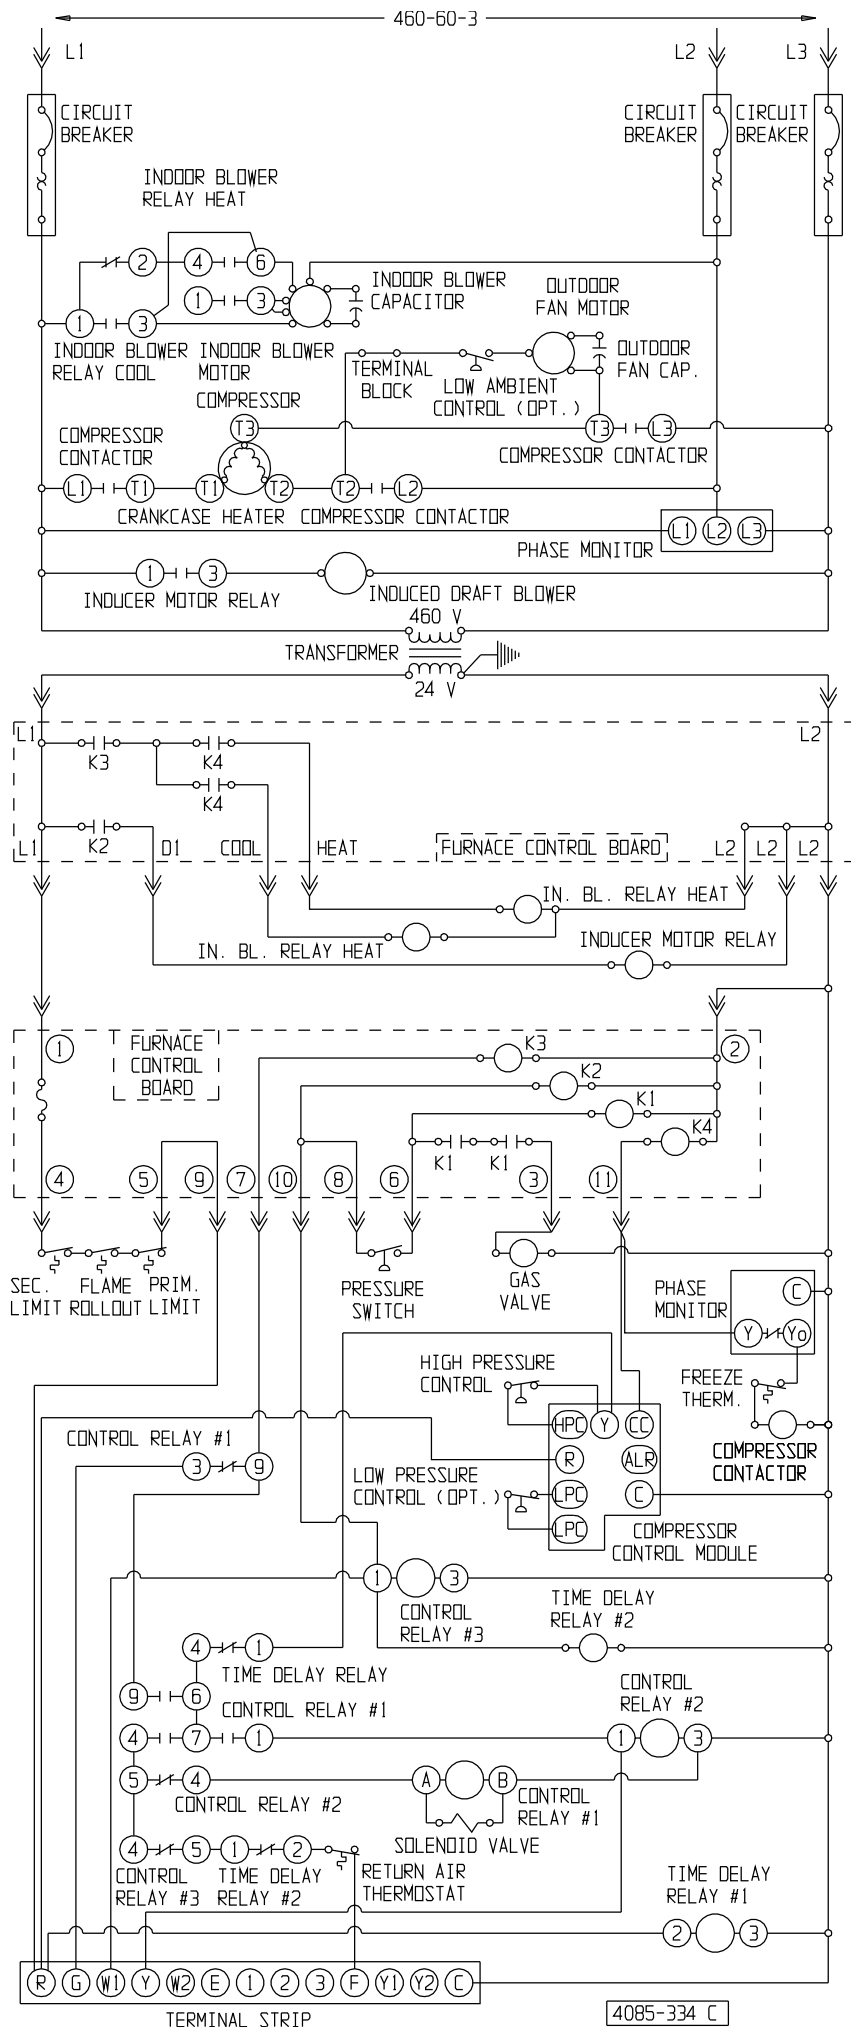 460-60-3
L1
L2
L3
CIRCUIT
BREAKER
CIRCUIT
BREAKER
CIRCUIT
BREAKER
INDOOR BLOWER
RELAY HEAT
2
4
6
1
3
1
3
INDOOR BLOWER
CAPACITOR
OUTDOOR
FAN MOTOR
INDOOR BLOWER
RELAY COOL
INDOOR BLOWER
MOTOR
TERMINAL
BLOCK
LOW AMBIENT
CONTROL (OPT.)
OUTDOOR
FAN CAP.
COMPRESSOR
T3
T3
L3
COMPRESSOR
CONTACTOR
COMPRESSOR CONTACTOR
L1
T1
T1
T2
T2
L2
CRANKCASE HEATER
COMPRESSOR CONTACTOR
L1
L2
L3
PHASE MONITOR
1
3
INDUCER MOTOR RELAY
INDUCED DRAFT BLOWER
460 V
TRANSFORMER
24 V
L1
L2
K3
K4
K4
K2
L1
D1
COOL
HEAT
FURNACE CONTROL BOARD
L2
L2
L2
IN. BL. RELAY HEAT
IN. BL. RELAY HEAT
INDUCER MOTOR RELAY
1
FURNACE
CONTROL
BOARD
2
K3
K2
K1
K4
K1
K1
4
5
9
7
10
8
6
3
11
SEC.
LIMIT
FLAME
ROLLOUT
PRIM.
LIMIT
PRESSURE
SWITCH
GAS
VALVE
PHASE
MONITOR
C
Y
Yo
HIGH PRESSURE
CONTROL
FREEZE
THERM.
HPC
Y
CC
CONTROL RELAY #1
3
9
R
ALR
COMPRESSOR
CONTACTOR
LOW PRESSURE
CONTROL (OPT.)
LPC
C
LPC
COMPRESSOR
CONTROL MODULE
1
3
CONTROL
RELAY #3
TIME DELAY
RELAY #2
4
1
TIME DELAY RELAY
9
6
CONTROL RELAY #1
CONTROL
RELAY #2
4
7
1
1
3
5
4
A
B
CONTROL RELAY #2
CONTROL
RELAY #1
SOLENOID VALVE
4
5
1
2
CONTROL
RELAY #3
TIME DELAY
RELAY #2
RETURN AIR
THERMOSTAT
TIME DELAY
RELAY #1
2
3
R
G
W1
Y
W2
E
1
2
3
F
Y1
Y2
C
TERMINAL STRIP
4085-334 C